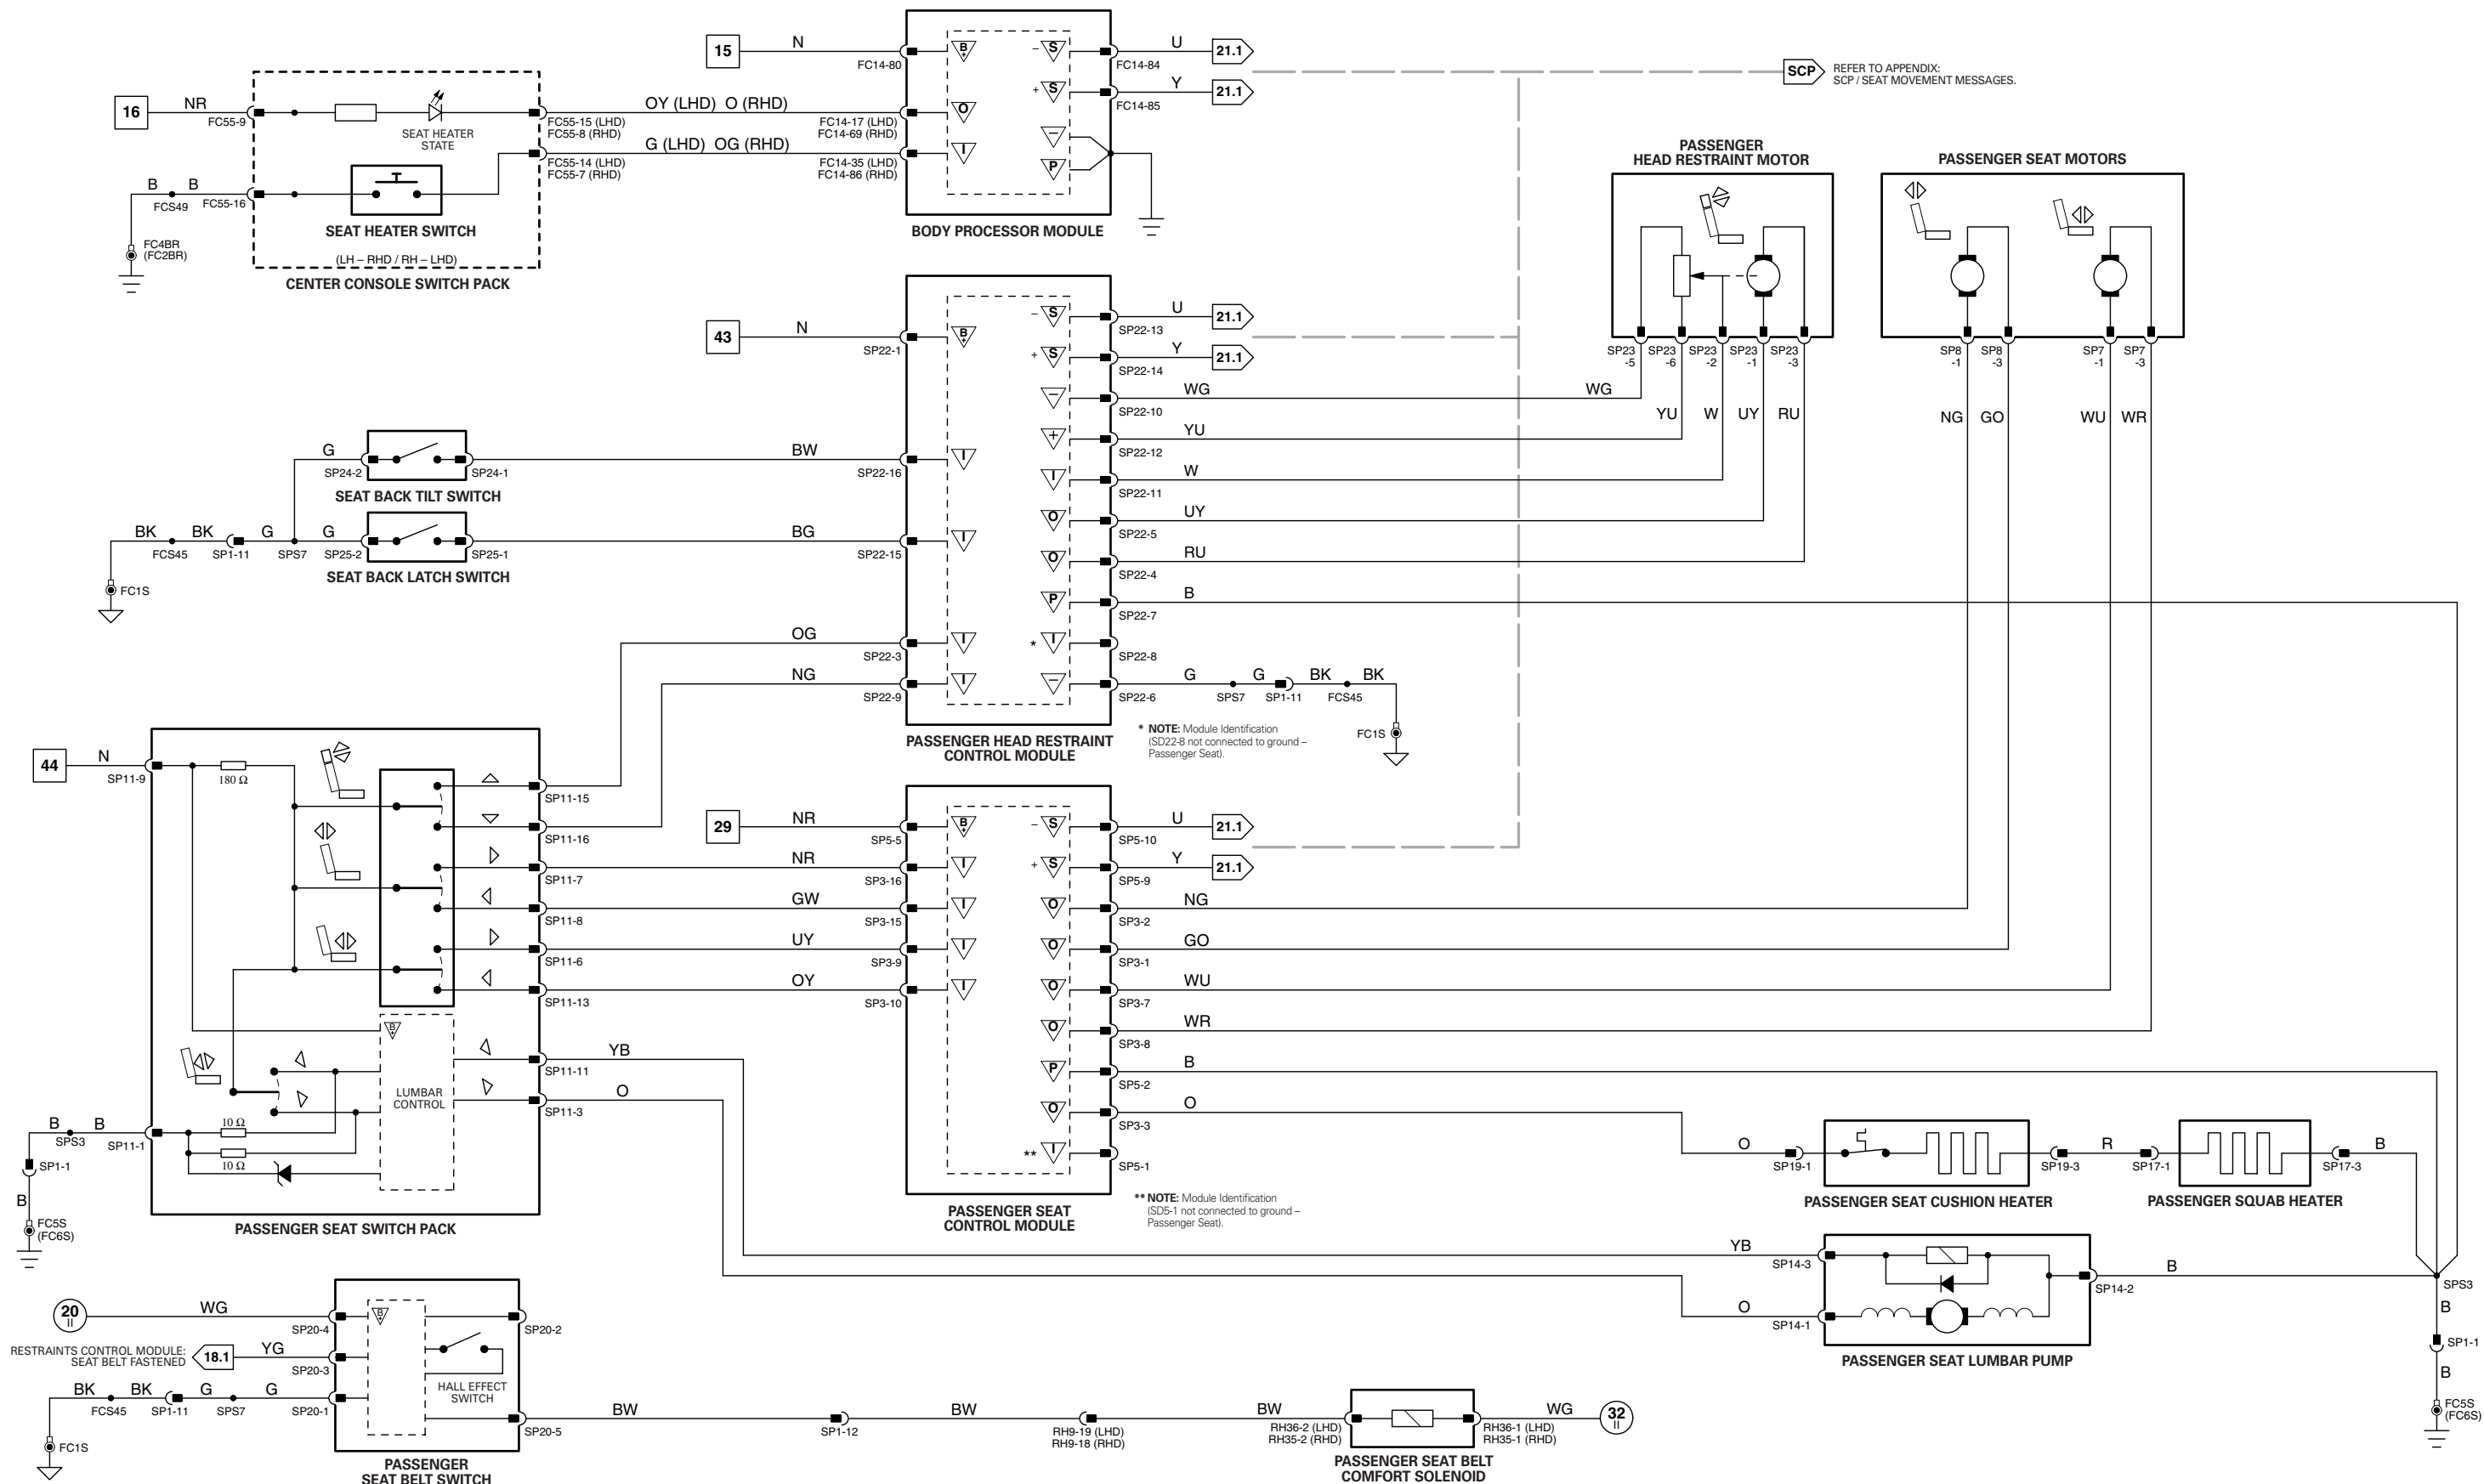 15
N
FC14-80
B+
– S
U
21.1
FC14-84
+ S
Y
21.1
FC14-85
SCP
REFER TO APPENDIX:
SCP / SEAT MOVEMENT MESSAGES.
16
NR
FC55-9
SEAT HEATER
STATE
FC55-15 (LHD)
FC55-8 (RHD)
OY (LHD) O (RHD)
FC14-17 (LHD)
FC14-69 (RHD)
O
FC55-14 (LHD)
FC55-7 (RHD)
G (LHD) OG (RHD)
FC14-35 (LHD)
FC14-86 (RHD)
I
–
P
B B
FCS49
FC55-16
FC4BR
(FC2BR)
SEAT HEATER SWITCH
(LH – RHD / RH – LHD)
CENTER CONSOLE SWITCH PACK
BODY PROCESSOR MODULE
PASSENGER
HEAD RESTRAINT MOTOR
PASSENGER SEAT MOTORS
SP23
-5
SP23
-6
SP23
-2
SP23
-1
SP23
-3
SP8
-1
SP8
-3
SP7
-1
SP7
-3
WG
YU
W
UY
RU
NG
GO
WU
WR
43
N
SP22-1
B+
– S
U
21.1
SP22-13
+ S
Y
21.1
SP22-14
–
WG
SP22-10
+
YU
SP22-12
I
W
SP22-11
O
UY
SP22-5
O
RU
SP22-4
P
B
SP22-7
* I
SP22-8
–
G
SP22-6
SPS7
G
SP1-11
BK
FCS45
BK
FC1S
G
SP24-2
SP24-1
BW
SP22-16
I
SEAT BACK TILT SWITCH
BK
FCS45
BK
SP1-11
G
SPS7
G
SP25-2
SP25-1
BG
SP22-15
I
SEAT BACK LATCH SWITCH
FC1S
OG
SP22-3
I
NG
SP22-9
I
PASSENGER HEAD RESTRAINT
CONTROL MODULE
* NOTE: Module Identification
(SD22-8 not connected to ground –
Passenger Seat).
44
N
SP11-9
180 Ω
SP11-15
SP11-16
SP11-7
SP11-8
SP11-6
SP11-13
B+
LUMBAR
CONTROL
YB
SP11-11
O
SP11-3
B
SPS3
B
SP11-1
10 Ω
10 Ω
SP1-1
B
FC5S
(FC6S)
PASSENGER SEAT SWITCH PACK
29
NR
SP5-5
B+
NR
SP3-16
I
GW
SP3-15
I
UY
SP3-9
I
OY
SP3-10
I
– S
U
21.1
SP5-10
+ S
Y
21.1
SP5-9
O
NG
SP3-2
O
GO
SP3-1
O
WU
SP3-7
O
WR
SP3-8
P
B
SP5-2
O
O
SP3-3
** I
SP5-1
PASSENGER SEAT
CONTROL MODULE
** NOTE: Module Identification
(SD5-1 not connected to ground –
Passenger Seat).
O
SP19-1
SP19-3
R
SP17-1
SP17-3
B
PASSENGER SEAT CUSHION HEATER
PASSENGER SQUAB HEATER
YB
SP14-3
O
SP14-1
SP14-2
B
SPS3
B
SP1-1
B
FC5S
(FC6S)
PASSENGER SEAT LUMBAR PUMP
20
II
WG
SP20-4
B+
SP20-2
RESTRAINTS CONTROL MODULE:
SEAT BELT FASTENED
18.1
YG
SP20-3
HALL EFFECT
SWITCH
BK
FCS45
BK
SP1-11
G
SPS7
G
SP20-1
FC1S
SP20-5
BW
SP1-12
BW
RH9-19 (LHD)
RH9-18 (RHD)
BW
RH36-2 (LHD)
RH35-2 (RHD)
RH36-1 (LHD)
RH35-1 (RHD)
WG
32
II
PASSENGER
SEAT BELT SWITCH
PASSENGER SEAT BELT
COMFORT SOLENOID